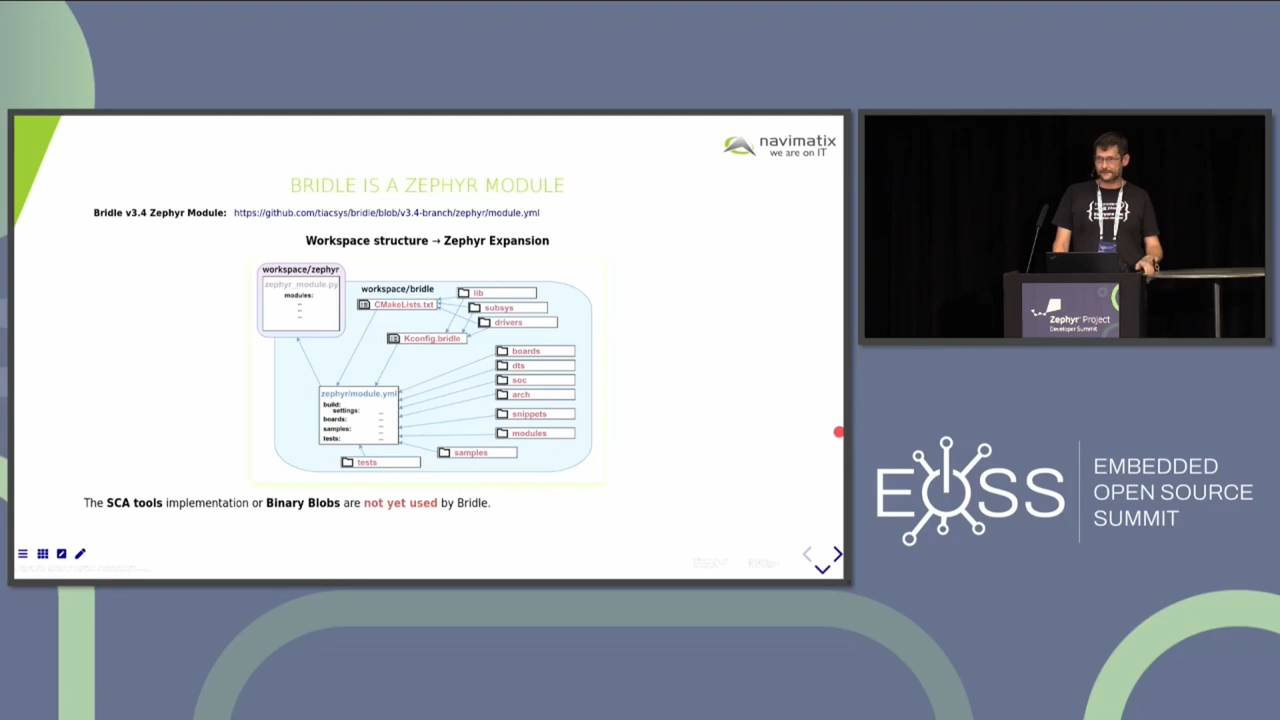 navimatix
we are on IT
BRIDLE IS A ZEPHYR MODULE
Bridle v3.4 Zephyr Module: https://github.com/tiacsys/bridle/blob/v3.4-branch/zephyr/module.yml
Workspace structure → Zephyr Expansion
workspace/zephyr
zephyr_module.py
modules:
...
...
...
workspace/bridle
CMakeLists.txt
lib
subsys
drivers
Kconfig.bridle
boards
dts
soc
arch
snippets
modules
samples
tests
zephyr/module.yml
build:
settings: ...
boards: ...
samples: ...
tests: ...
The SCA tools implementation or Binary Blobs are not yet used by Bridle.
Zephyr® Project
Developer Summit
EOSS
EMBEDDED
OPEN SOURCE
SUMMIT